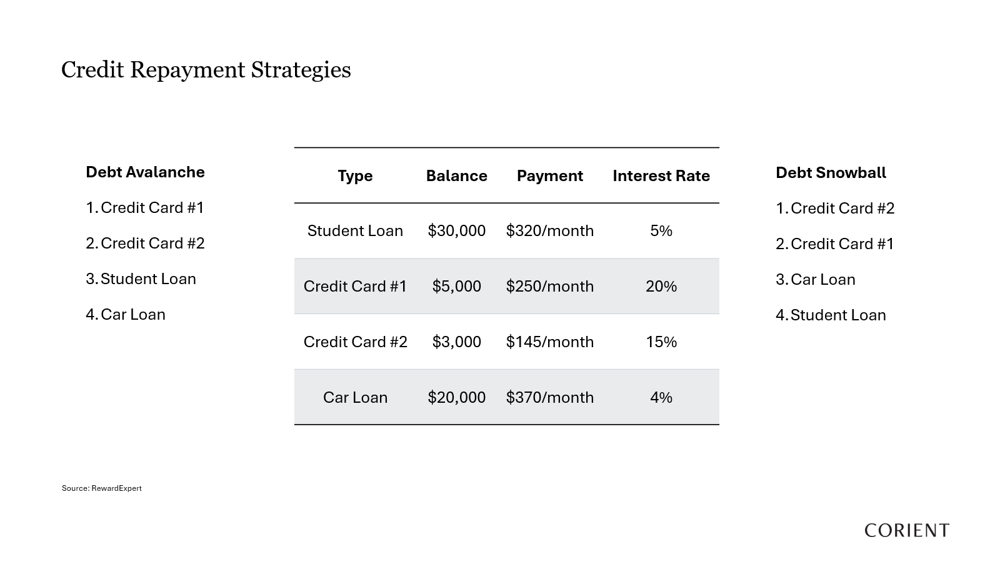 Credit Repayment Strategies
Debt Avalanche
1. Credit Card #1
2. Credit Card #2
3. Student Loan
4. Car Loan
Type Balance Payment Interest Rate
Student Loan $30,000 $320/month 5%
Credit Card #1 $5,000 $250/month 20%
Credit Card #2 $3,000 $145/month 15%
Car Loan $20,000 $370/month 4%
Debt Snowball
1. Credit Card #2
2. Credit Card #1
3. Car Loan
4. Student Loan
Source: RewardExpert
CORIENT